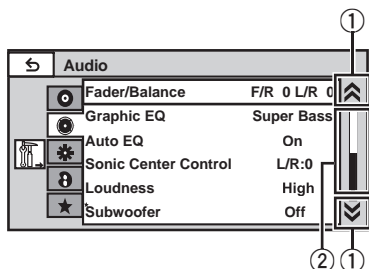 ①
Audio
Fader/Balance F/R 0 L/R 0
Graphic EQ Super Bass
Auto EQ On
Sonic Center Control L/R:0
Loudness High
Subwoofer Off
② ①